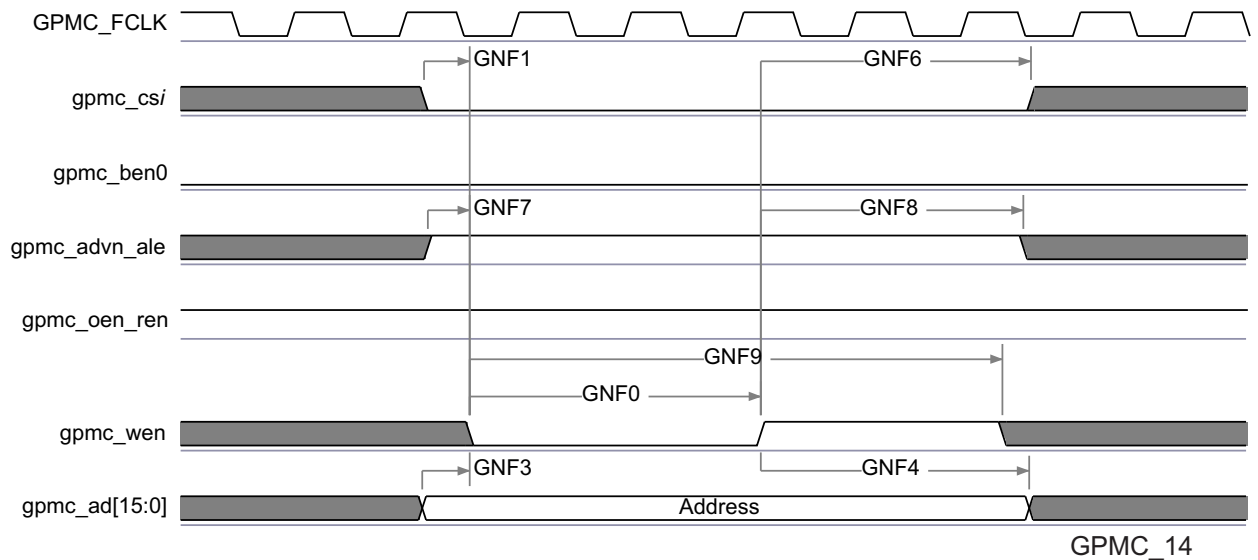 GPMC_FCLK
GNF1
GNF6
gpmc_csi
gpmc_ben0
GNF7
GNF8
gpmc_advn_ale
gpmc_oen_ren
GNF9
GNF0
gpmc_wen
GNF3
GNF4
gpmc_ad[15:0]
Address
GPMC_14